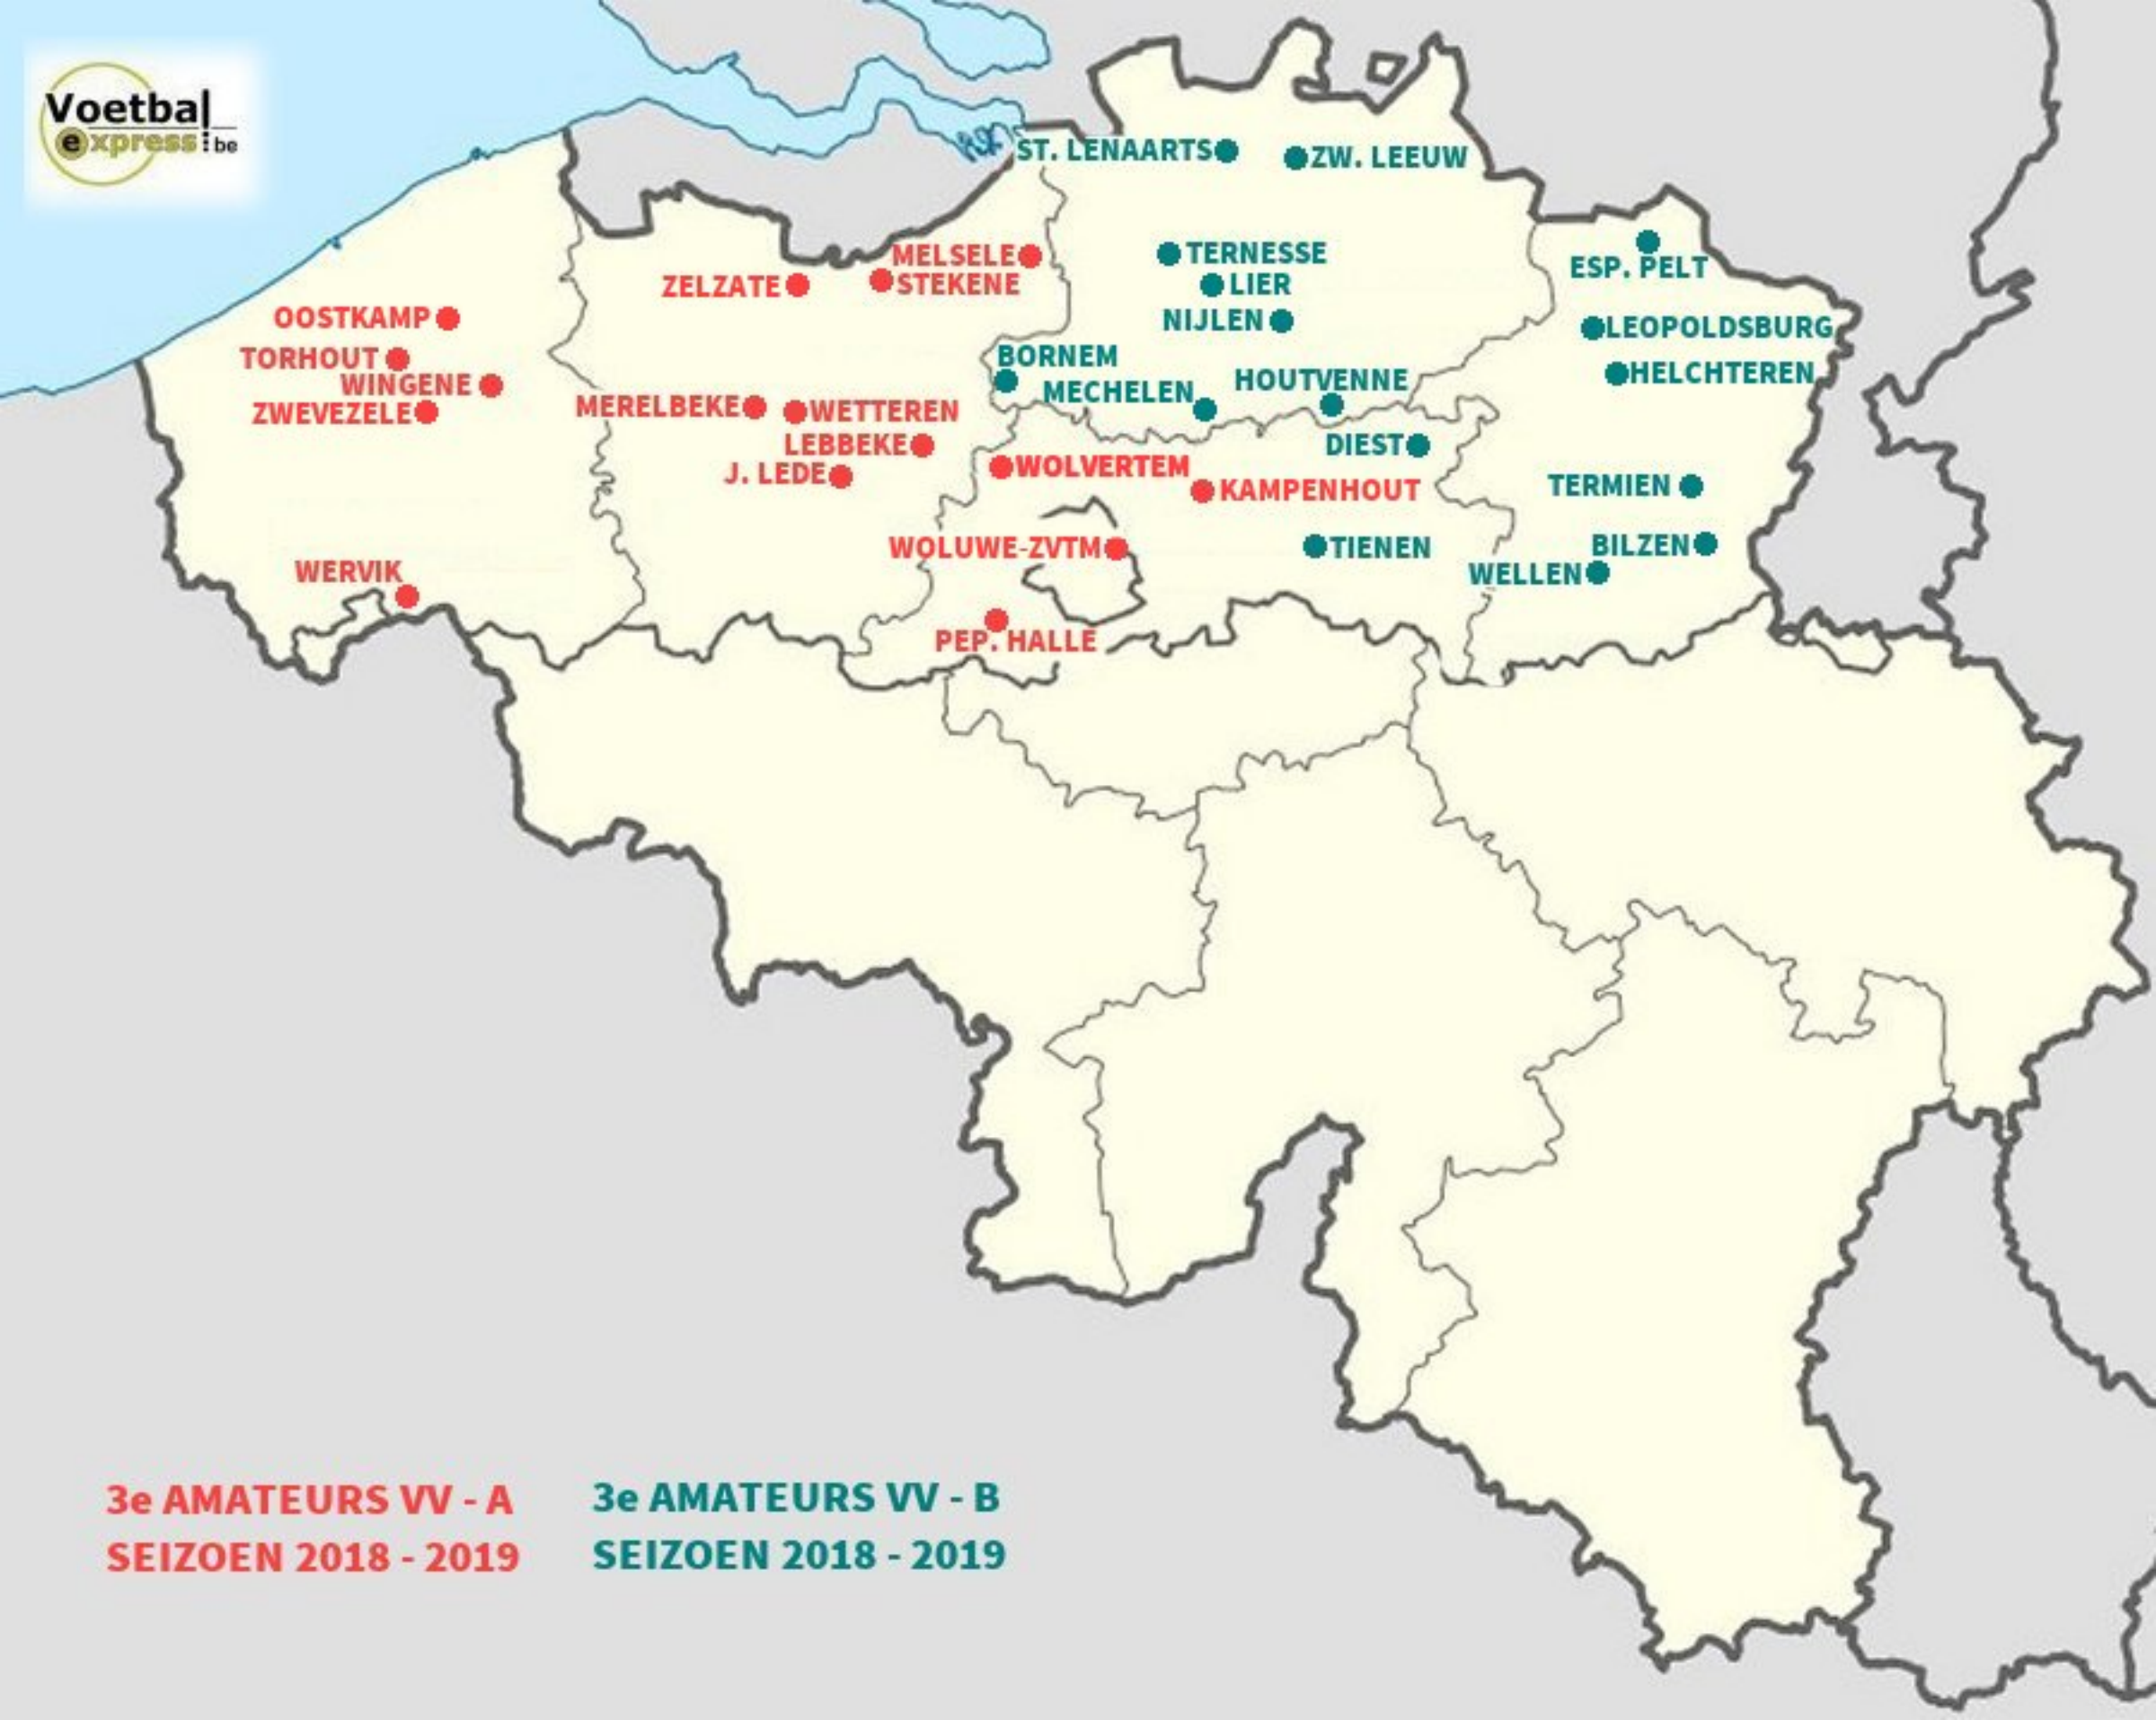 Voetbal
express.be
ST. LENAARTS
ZW. LEEUW
MELSELE
TERNESSE
ESP. PELT
ZELZATE
STEKENE
LIER
OOSTKAMP
NIJLEN
LEOPOLDSBURG
TORHOUT
BORNEM
WINGENE
MECHELEN
HOUTVENNE
HELCHTEREN
ZWEVEZELE
MERELBEKE
WETTEREN
LEBBEKE
DIEST
J. LEDE
WOLVERTEM
KAMPENHOUT
TERMIEN
WOLUWE-ZVTM
TIENEN
BILZEN
WERVIK
WELLEN
PEP. HALLE
3e AMATEURS VV - A
SEIZOEN 2018 - 2019
3e AMATEURS VV - B
SEIZOEN 2018 - 2019